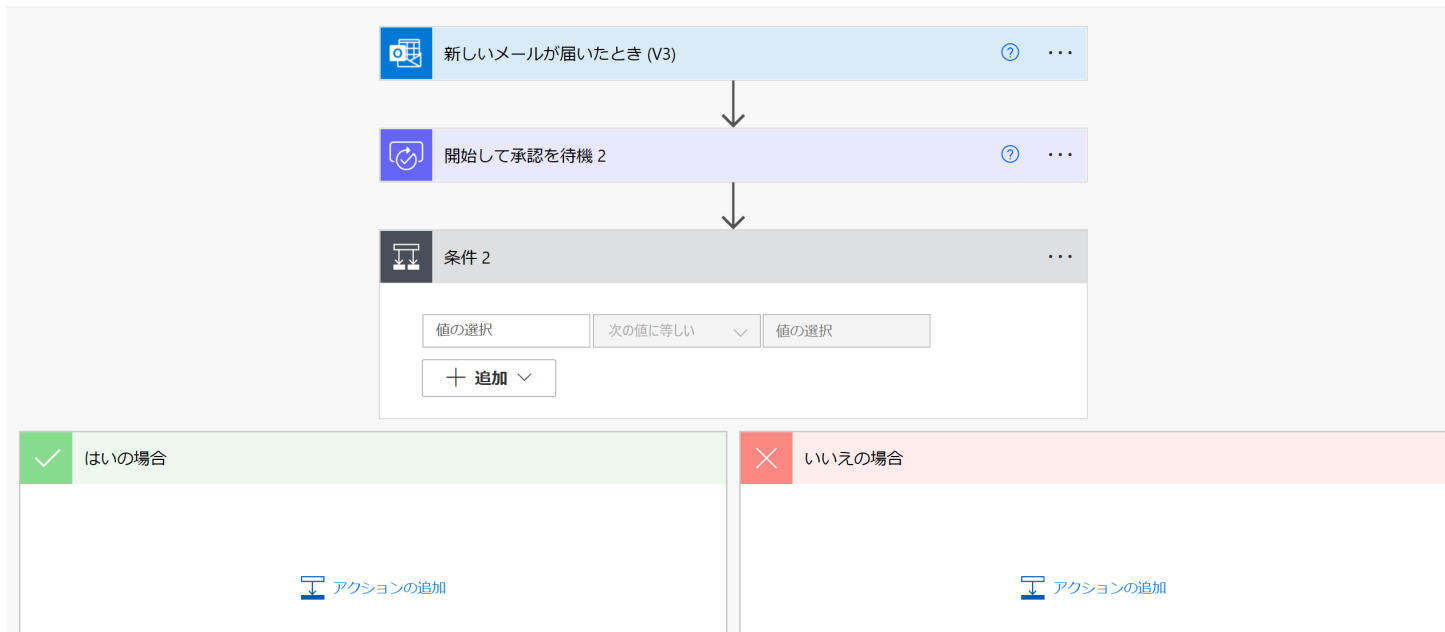 新しいメールが届いたとき (V3)
開始して承認を待機 2
条件 2
値の選択 次の値に等しい 値の選択
追加
はいの場合 いいえの場合
アクションの追加 アクションの追加